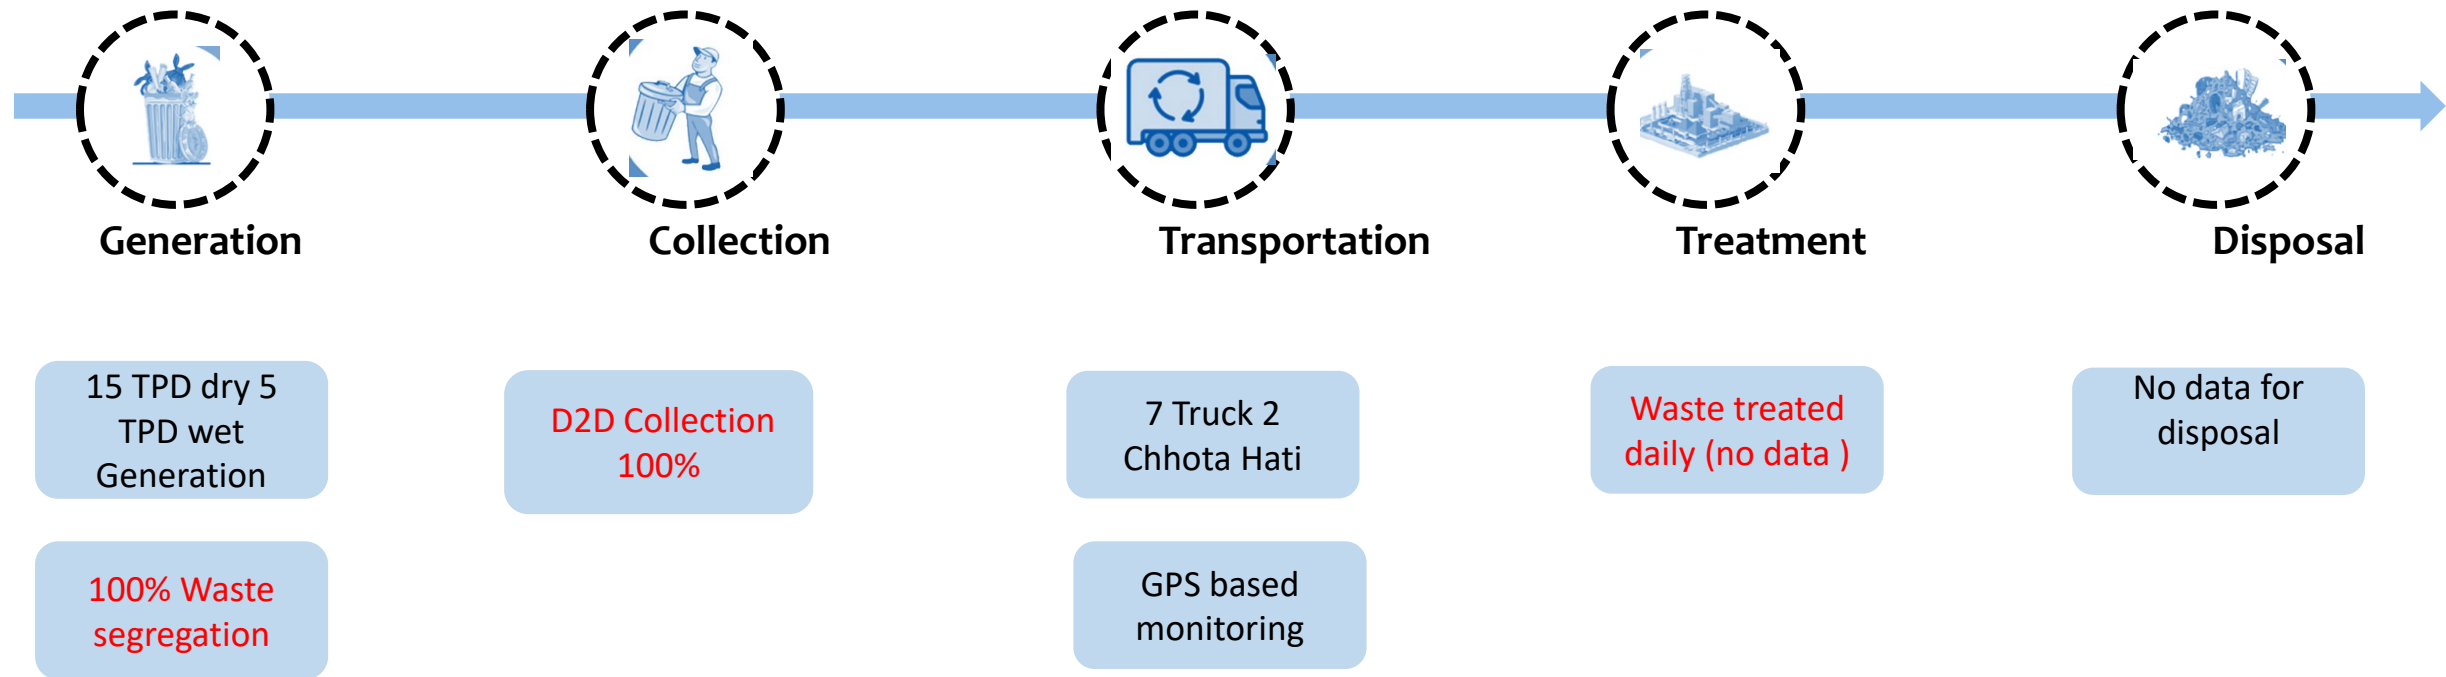 Generation
Collection
Transportation
Treatment
Disposal
15 TPD dry 5
TPD wet
Generation
100% Waste
segregation
D2D Collection
100%
7 Truck 2
Chhota Hati
GPS based
monitoring
Waste treated
daily (no data )
No data for
disposal